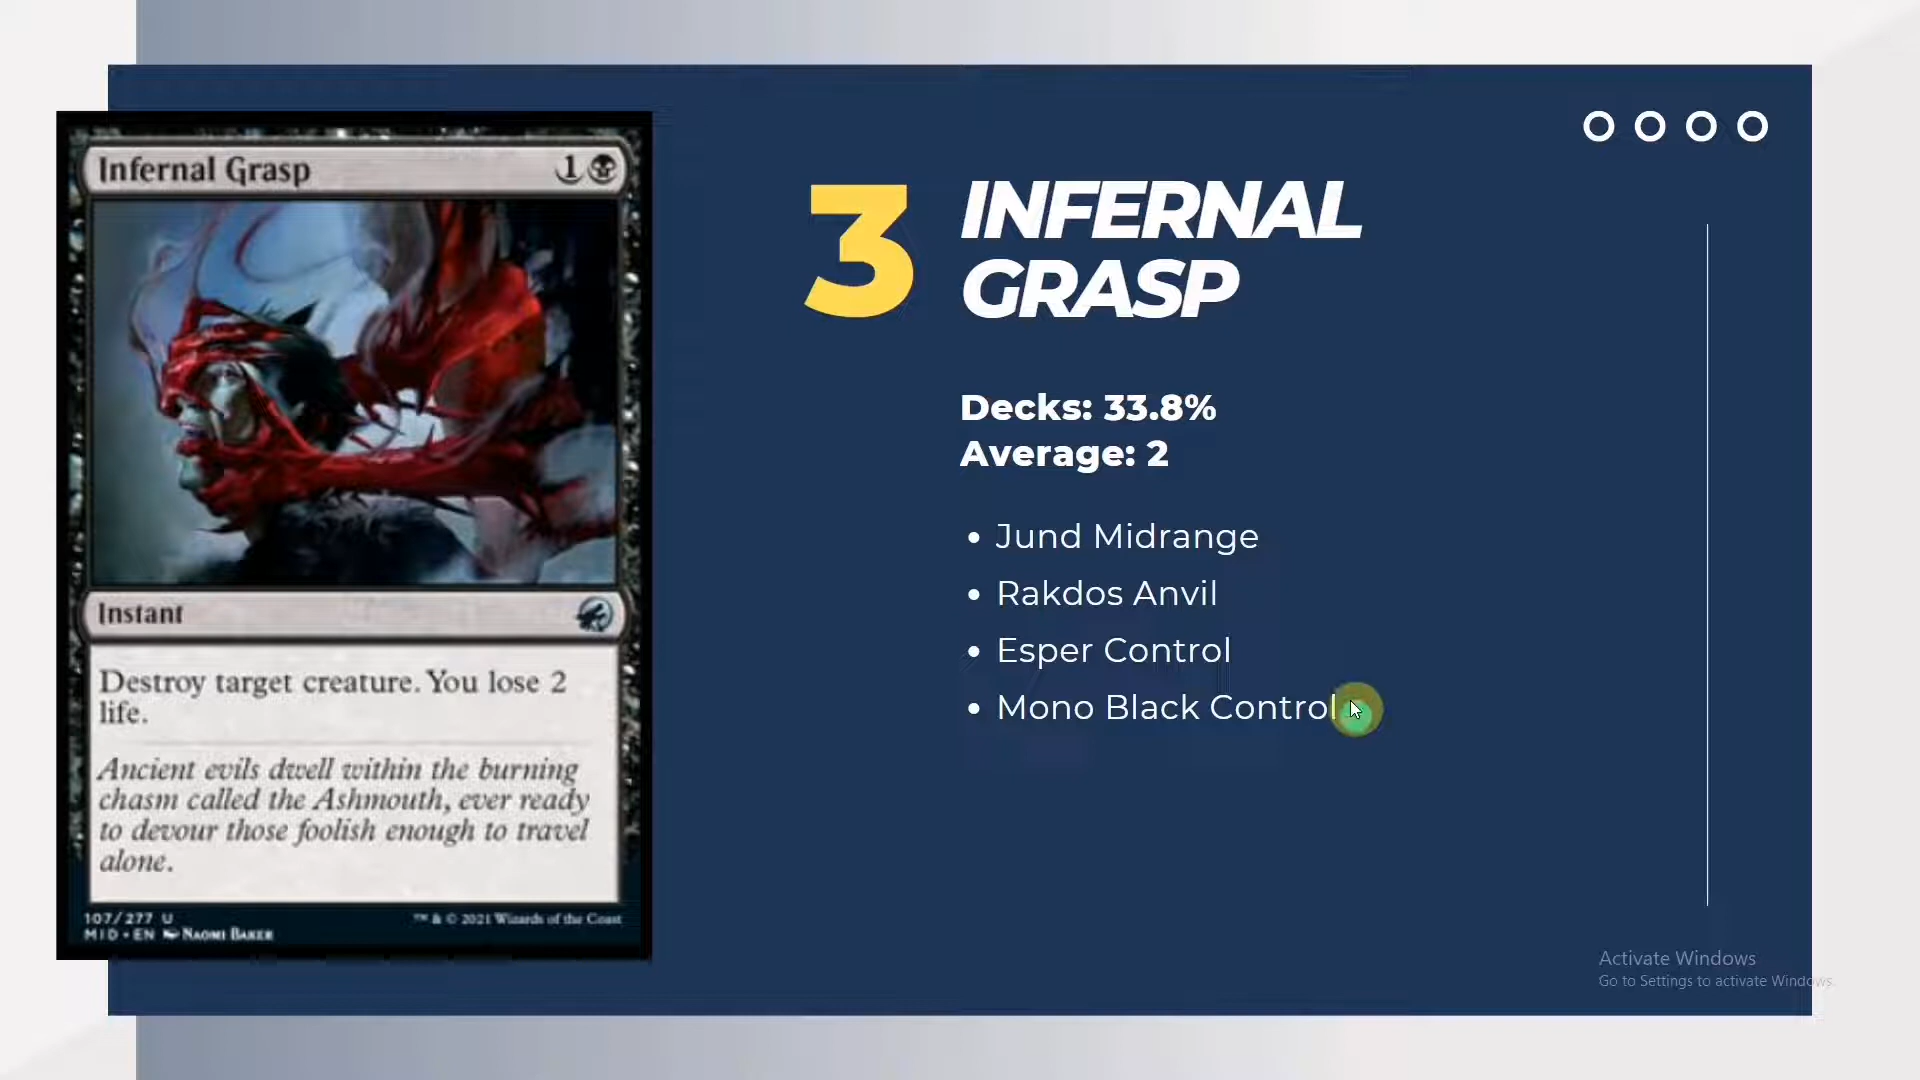 Infernal Grasp 1
Instant
Destroy target creature. You lose 2
life.
Ancient evils dwell within the burning
chasm called the Ashmouth, ever ready
to devour those foolish enough to travel
alone.
107/277 U
MID • EN NAOMI BAKER
™ & © 2021 Wizards of the Coast
3
INFERNAL
GRASP
Decks: 33.8%
Average: 2
• Jund Midrange
• Rakdos Anvil
• Esper Control
• Mono Black Control
Activate Windows
Go to Settings to activate Windows.